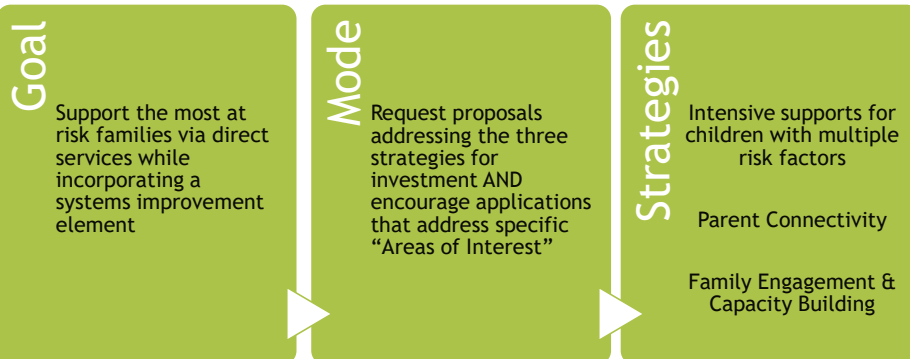 Goal
Support the most at
risk families via direct
services while
incorporating a
systems improvement
element
Mode
Request proposals
addressing the three
strategies for
investment AND
encourage applications
that address specific
“Areas of Interest”
Strategies
Intensive supports for
children with multiple
risk factors
Parent Connectivity
Family Engagement &
Capacity Building